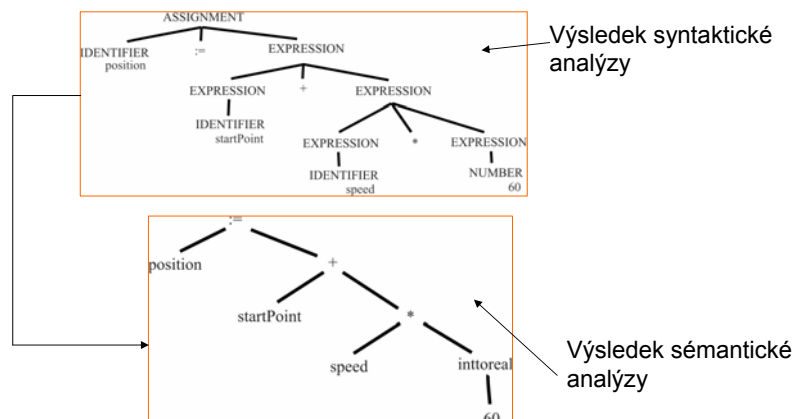 ASSIGNMENT
IDENTIFIER := EXPRESSION
position
Výsledek syntaktické
analýzy
EXPRESSION + EXPRESSION
IDENTIFIER
startPoint
EXPRESSION * EXPRESSION
IDENTIFIER NUMBER
speed 60
:=
position
+
startPoint
*
speed inttoreal
60
Výsledek sémantické
analýzy